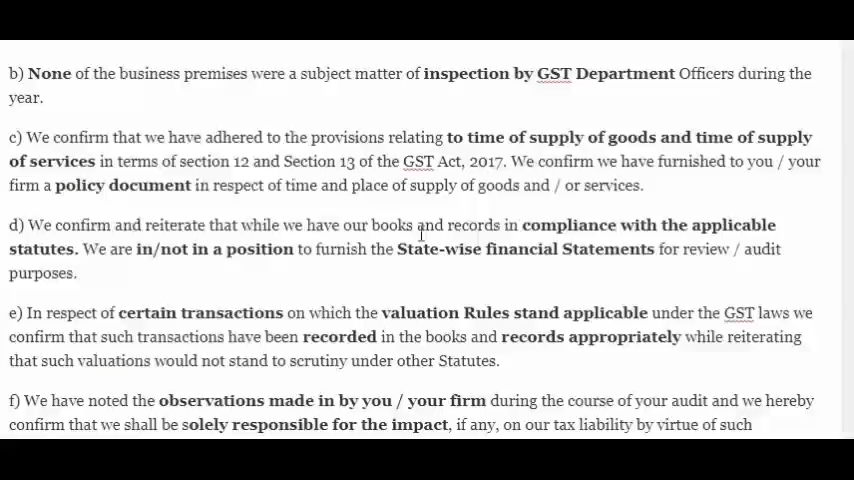 b) None of the business premises were a subject matter of inspection by GST Department Officers during the
year.
c) We confirm that we have adhered to the provisions relating to time of supply of goods and time of supply
of services in terms of section 12 and Section 13 of the GST Act, 2017. We confirm we have furnished to you / your
firm a policy document in respect of time and place of supply of goods and / or services.
d) We confirm and reiterate that while we have our books and records in compliance with the applicable
statutes. We are in/not in a position to furnish the State-wise financial Statements for review / audit
purposes.
e) In respect of certain transactions on which the valuation Rules stand applicable under the GST laws we
confirm that such transactions have been recorded in the books and records appropriately while reiterating
that such valuations would not stand to scrutiny under other Statutes.
f) We have noted the observations made in by you / your firm during the course of your audit and we hereby
confirm that we shall be solely responsible for the impact, if any, on our tax liability by virtue of such